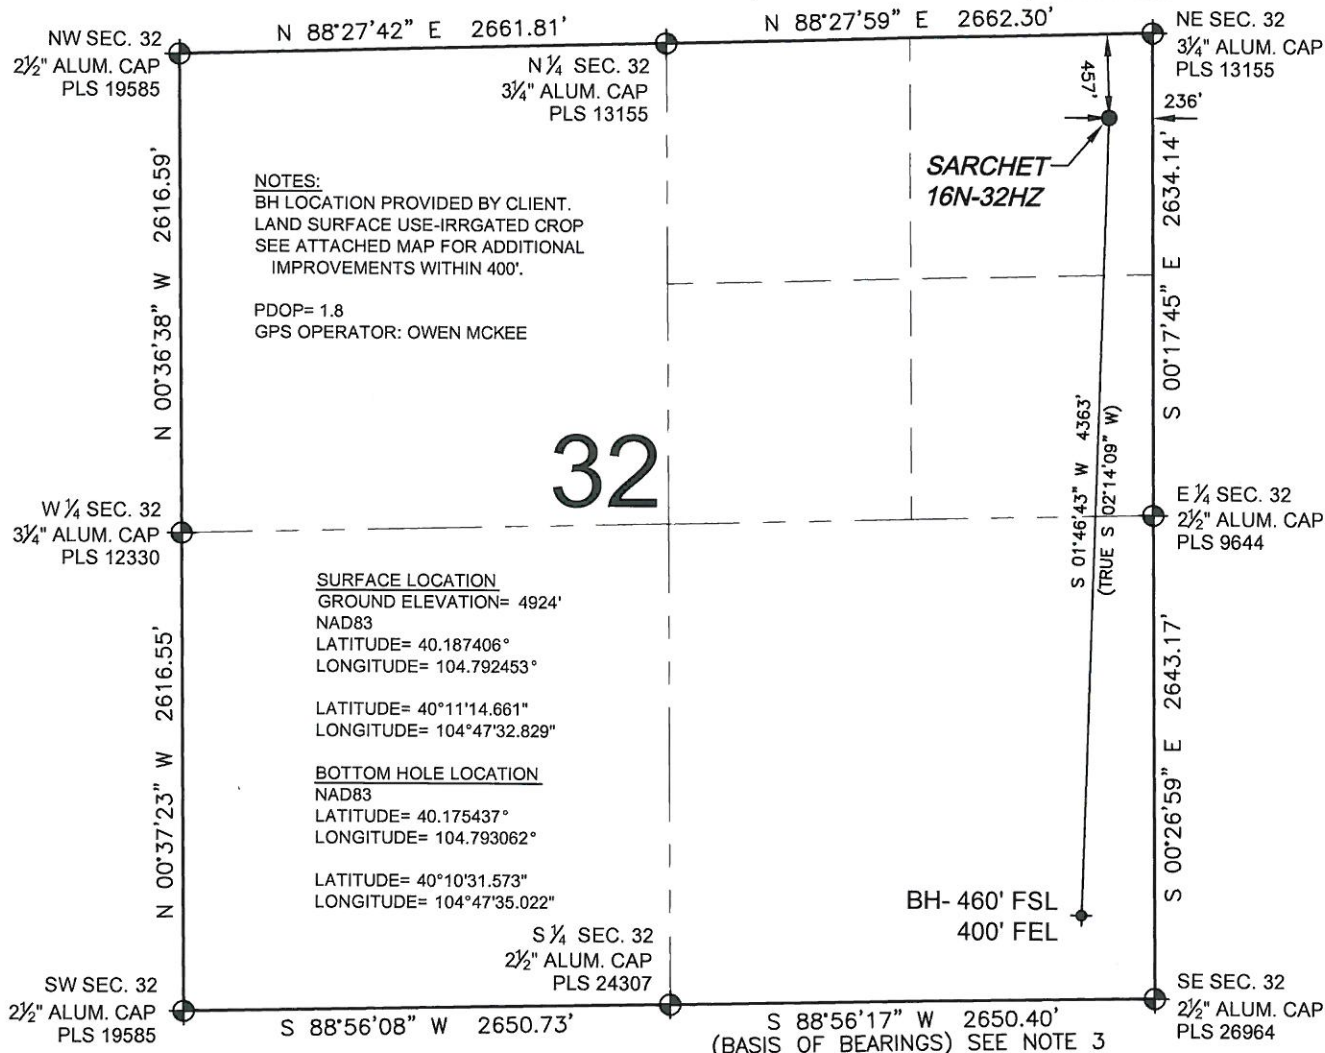 N 88°27'42" E 2661.81'
N 88°27'59" E 2662.30'
NW SEC. 32
2½" ALUM. CAP
PLS 19585
N ¼ SEC. 32
3¼" ALUM. CAP
PLS 13155
NE SEC. 32
3¼" ALUM. CAP
PLS 13155
457'
236'
SARCHET
16N-32HZ
N 00°36'38" W 2616.59'
NOTES:
BH LOCATION PROVIDED BY CLIENT.
LAND SURFACE USE-IRRGATED CROP
SEE ATTACHED MAP FOR ADDITIONAL
IMPROVEMENTS WITHIN 400'.
PDOP= 1.8
GPS OPERATOR: OWEN MCKEE
S 00°17'45" E 2634.14'
32
S 01°46'43" W 4363'
(TRUE S 02°14'09" W)
W ¼ SEC. 32
3¼" ALUM. CAP
PLS 12330
E ¼ SEC. 32
2½" ALUM. CAP
PLS 9644
SURFACE LOCATION
GROUND ELEVATION= 4924'
NAD83
LATITUDE= 40.187406°
LONGITUDE= 104.792453°
LATITUDE= 40°11'14.661"
LONGITUDE= 104°47'32.829"
BOTTOM HOLE LOCATION
NAD83
LATITUDE= 40.175437°
LONGITUDE= 104.793062°
LATITUDE= 40°10'31.573"
LONGITUDE= 104°47'35.022"
N 00°37'23" W 2616.55'
S 00°26'59" E 2643.17'
BH- 460' FSL
400' FEL
S ¼ SEC. 32
2½" ALUM. CAP
PLS 24307
SW SEC. 32
2½" ALUM. CAP
PLS 19585
SE SEC. 32
2½" ALUM. CAP
PLS 26964
S 88°56'08" W 2650.73'
S 88°56'17" W 2650.40'
(BASIS OF BEARINGS) SEE NOTE 3